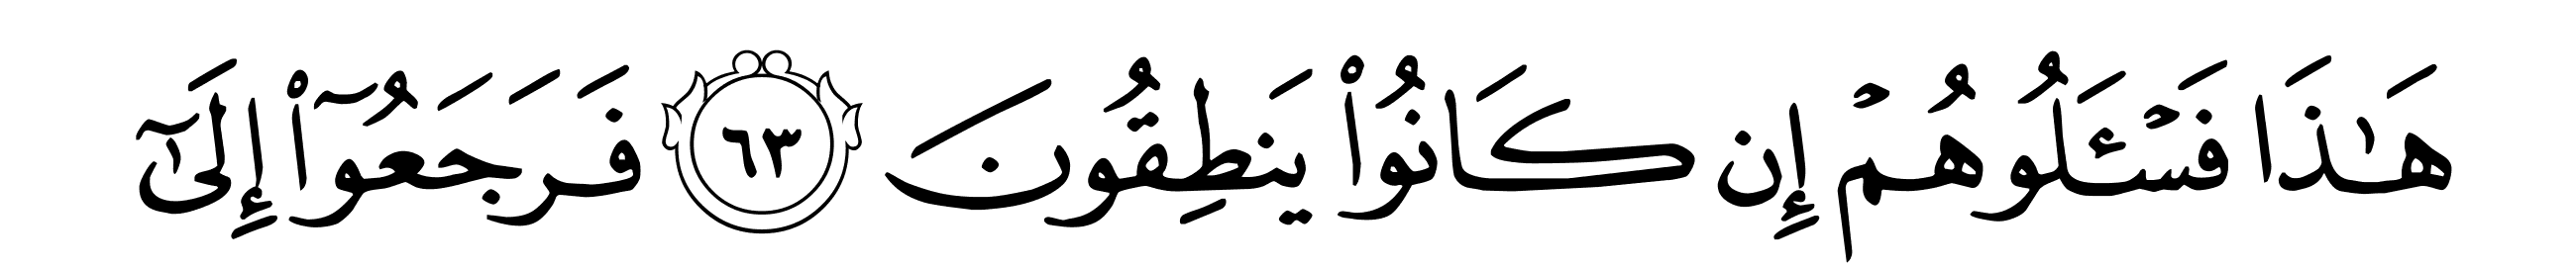 هَٰذَا فَسْـَٔلُوهُمْ إِن كَانُوا۟ يَنطِقُونَ ٦٣ فَرَجَعُوٓا۟ إِلَىٰٓ